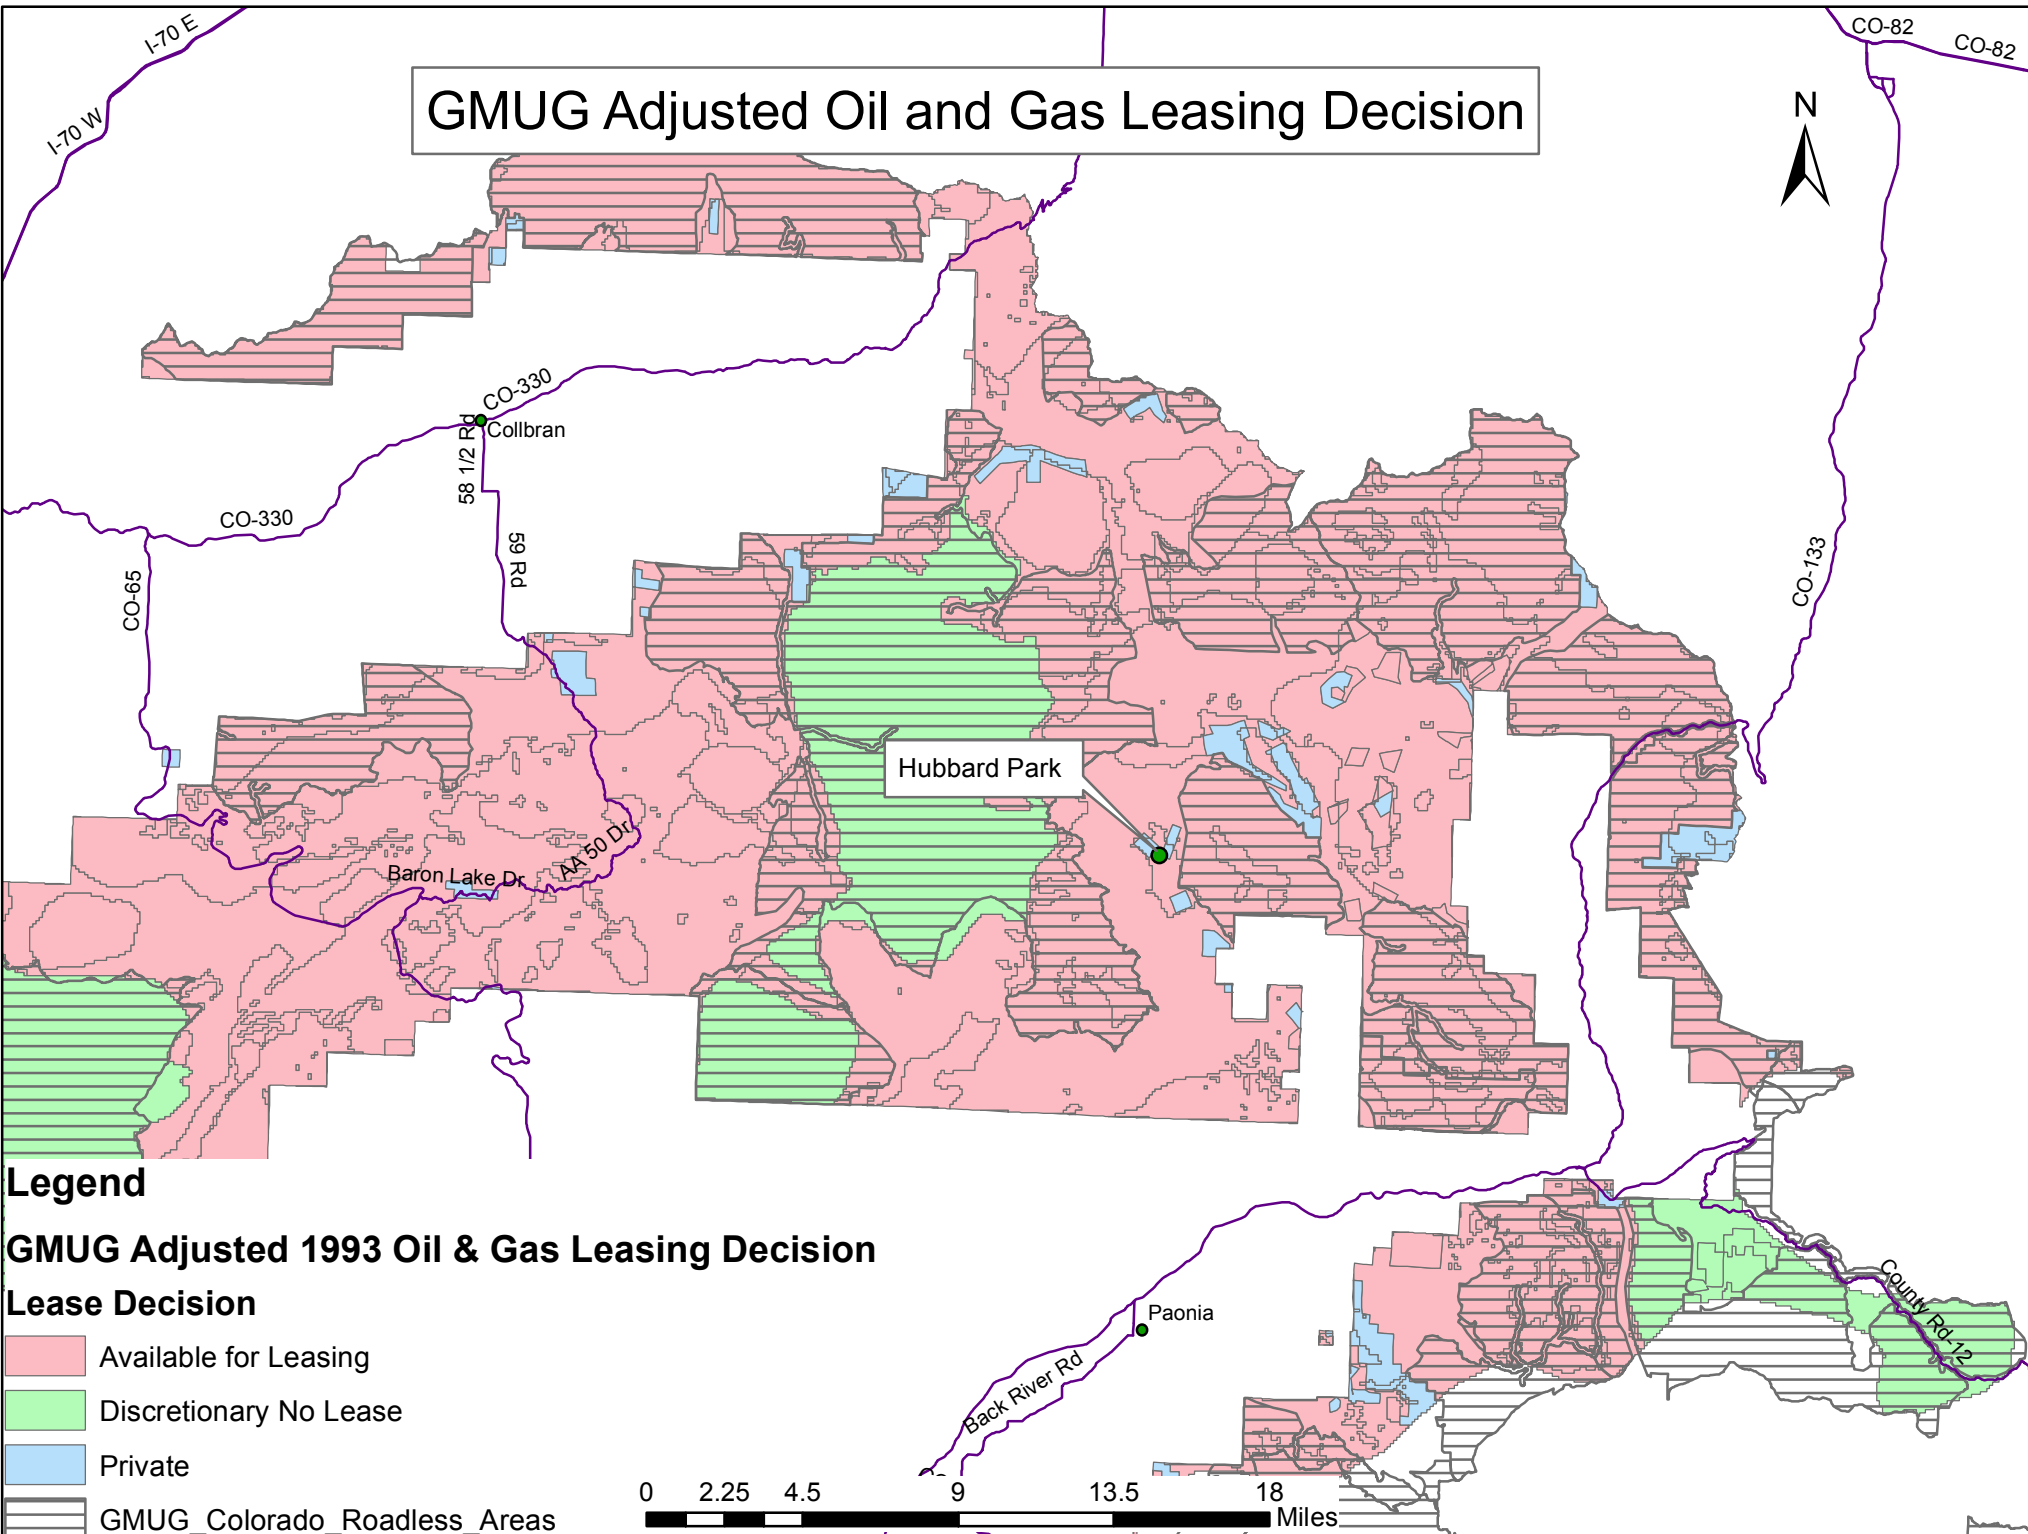 I-70 E
CO-82
CO-82
I-70 W
GMUG Adjusted Oil and Gas Leasing Decision
N
CO-330
58 1/2 Rd
Collbran
CO-330
59 Rd
CO-65
CO-133
Hubbard Park
AA 50 Dr
Baron Lake Dr
Legend
GMUG Adjusted 1993 Oil & Gas Leasing Decision
Lease Decision
Available for Leasing
Discretionary No Lease
Private
GMUG_Colorado_Roadless_Areas
County Rd-12
Paonia
Back River Rd
0 2.25 4.5 9 13.5 18
Miles